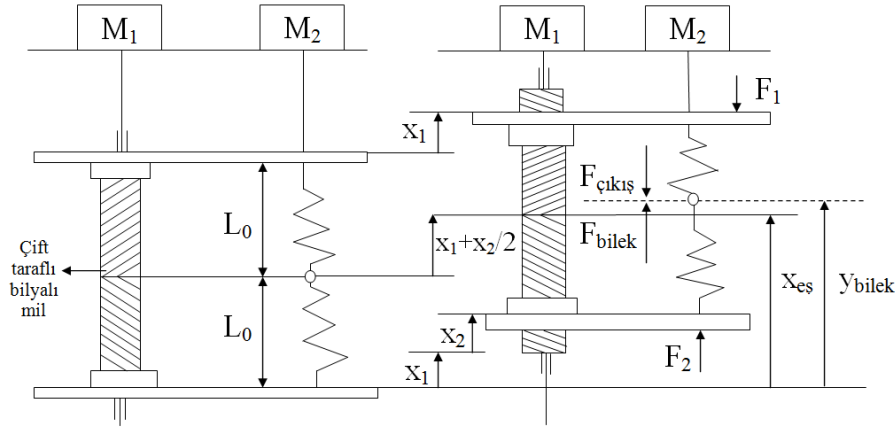 M₁ M₂
L₀
L₀
Çift
taraflı
bilyalı
mil
M₁ M₂
F₁
x₁
Fçıkış
Fbilek
x₁+x₂/2
xeş
ybilek
x₂
x₁
F₂